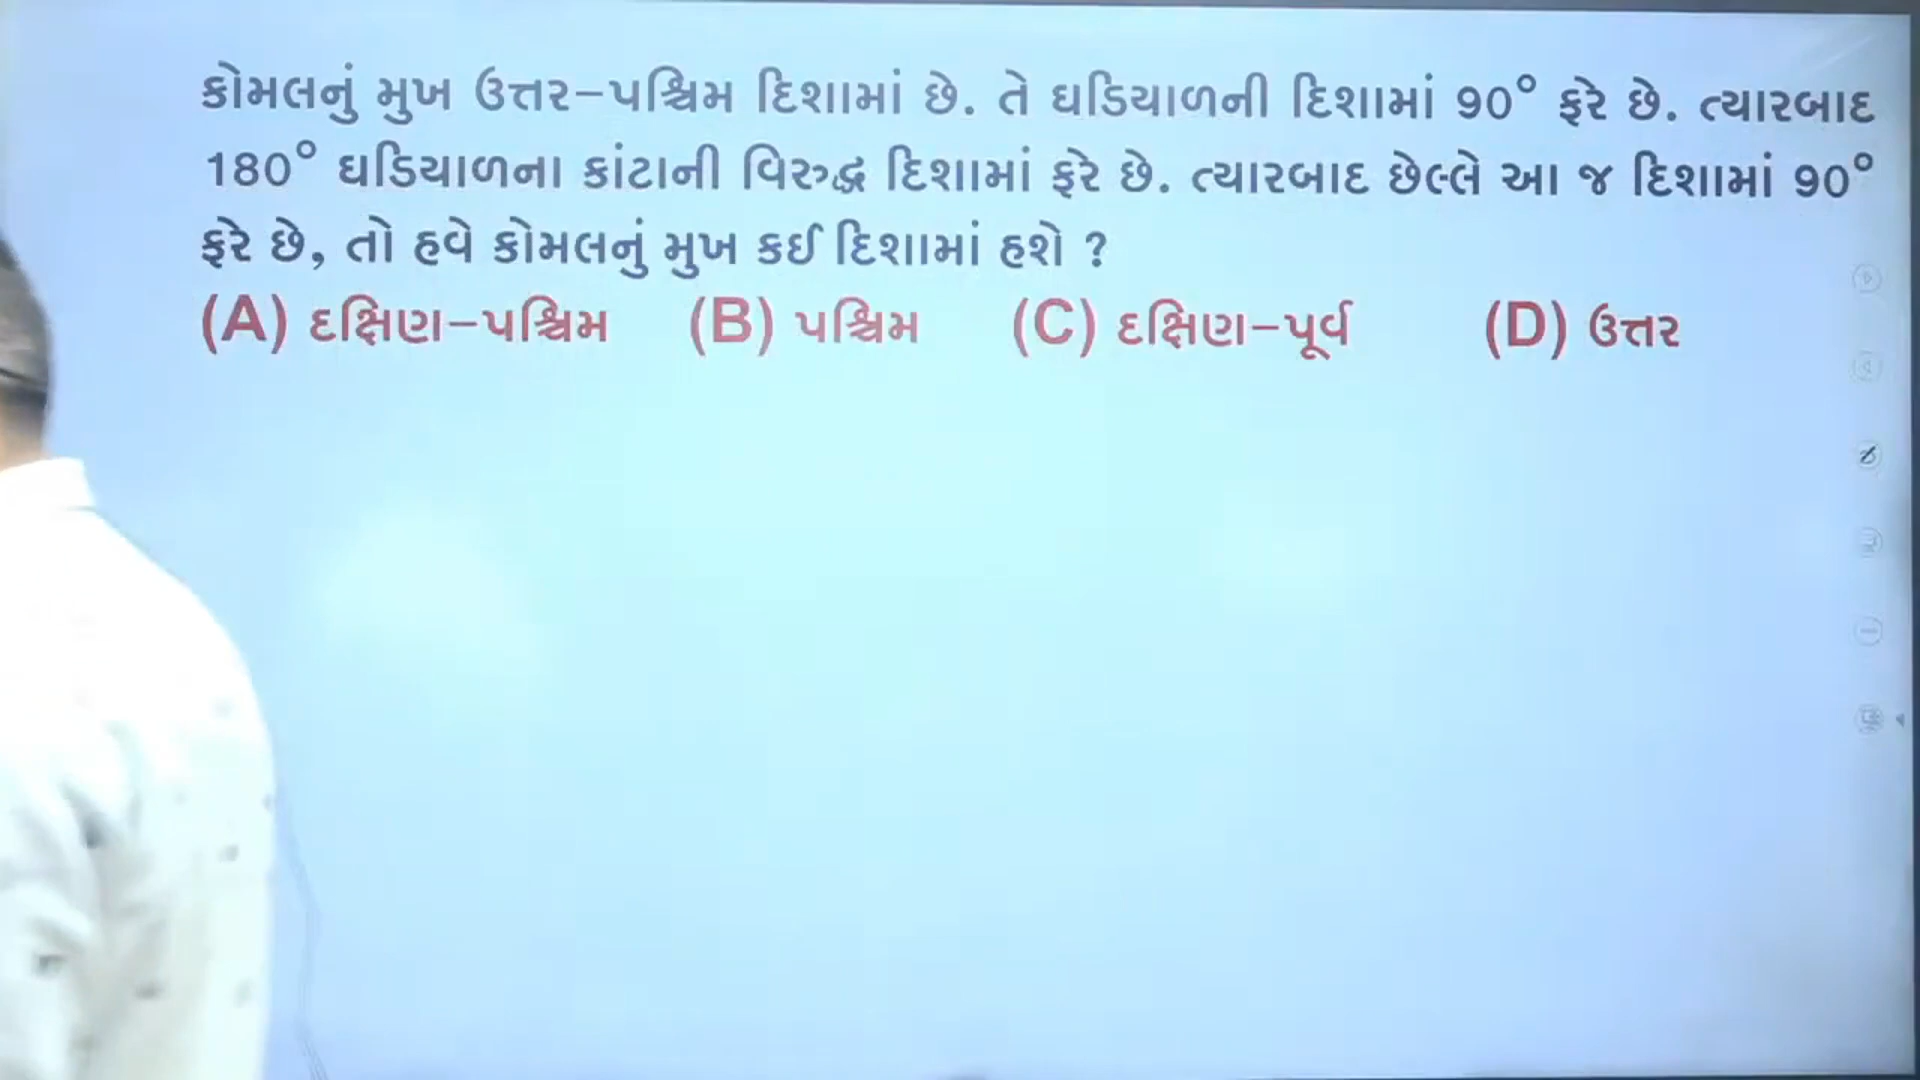 કોમલનું મુખ ઉત્તર–પશ્ચિમ દિશામાં છે. તે ઘડિયાળની દિશામાં 90° ફરે છે. ત્યારબાદ
180° ઘડિયાળના કાંટાની વિરુદ્ધ દિશામાં ફરે છે. ત્યારબાદ છેલ્લે આ જ દિશામાં 90°
ફરે છે, તો હવે કોમલનું મુખ કઈ દિશામાં હશે ?
(A) દક્ષિણ–પશ્ચિમ (B) પશ્ચિમ (C) દક્ષિણ–પૂર્વ (D) ઉત્તર